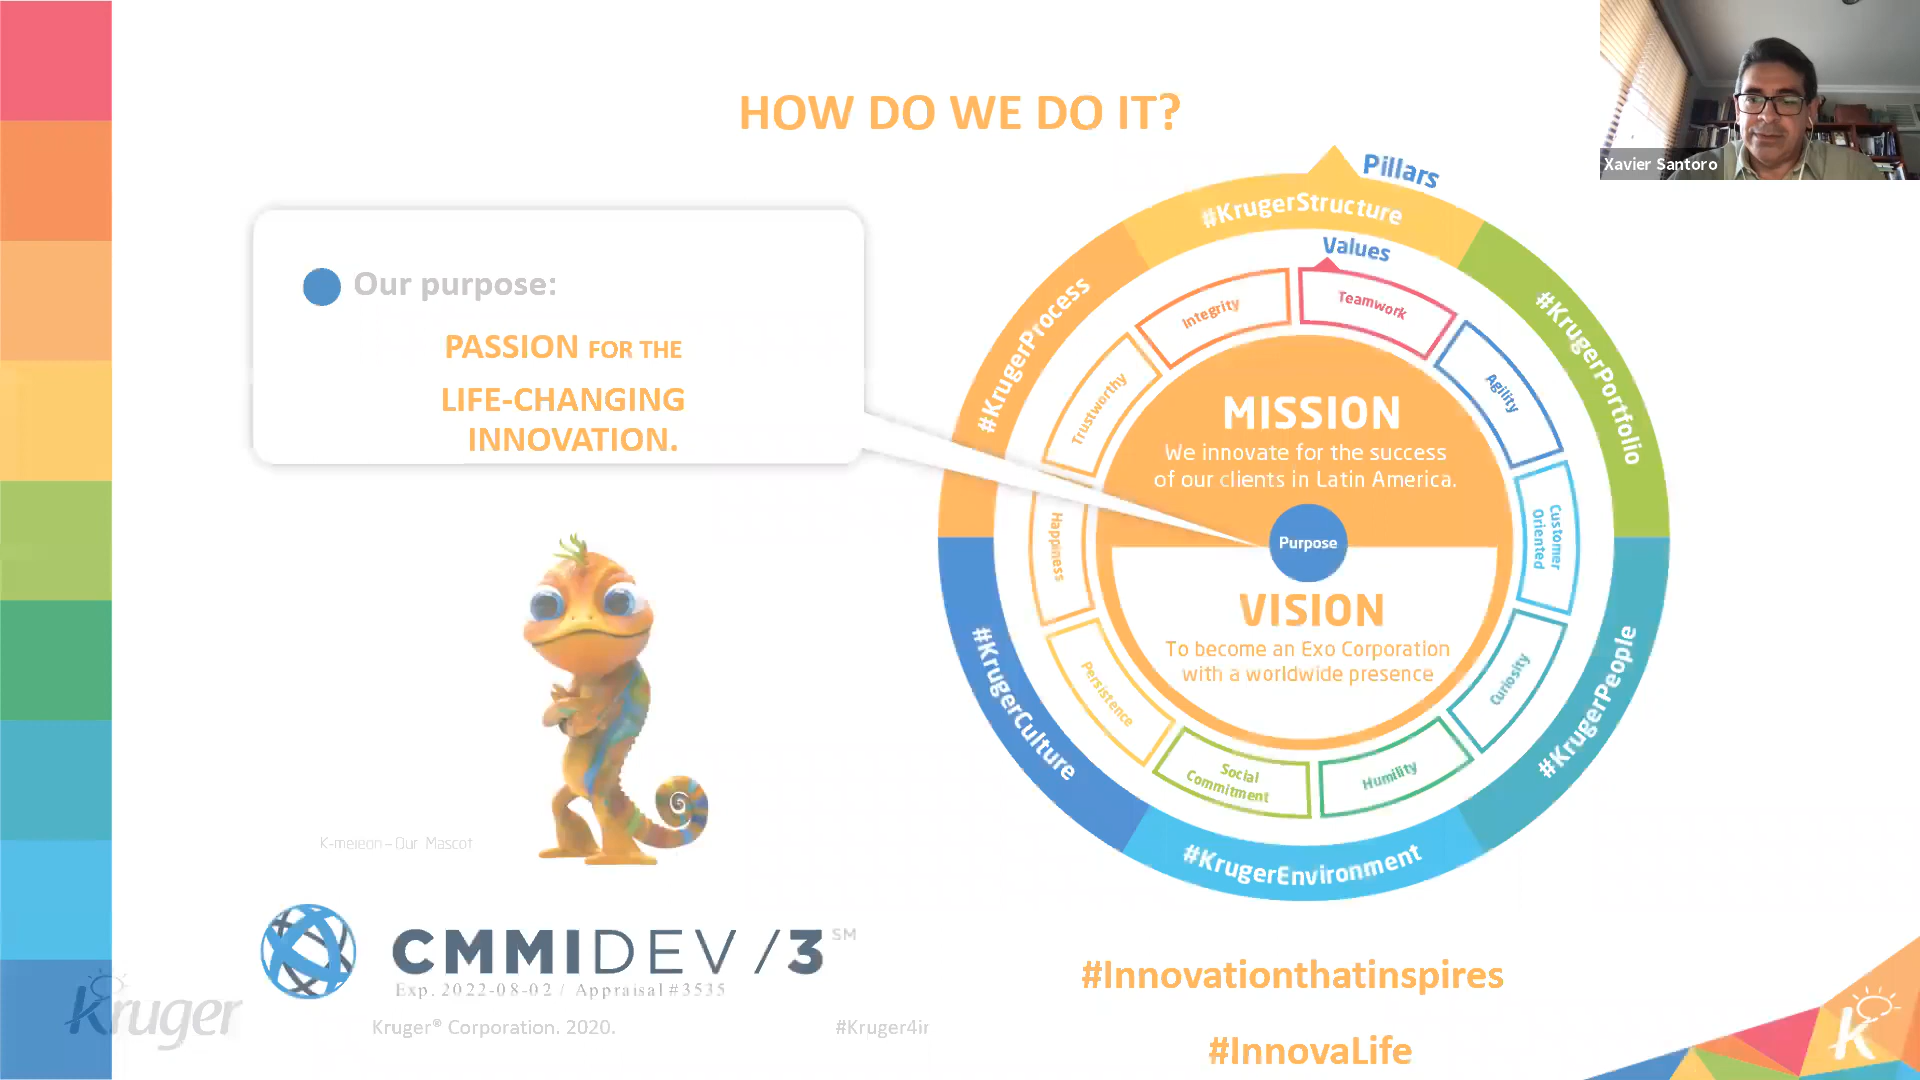 HOW DO WE DO IT?
Xavier Santoro
Our purpose:
PASSION FOR THE
LIFE-CHANGING
INNOVATION.
Pillars
#KrugerStructure
#KrugerPortfolio
#KrugerPeople
#KrugerEnvironment
#KrugerCulture
#KrugerProcess
Values
Teamwork
Agility
Customer
Oriented
Curiosity
Humility
Social
Commitment
Persistence
Happiness
Trustworthy
Integrity
MISSION
We innovate for the success
of our clients in Latin America.
Purpose
VISION
To become an Exo Corporation
with a worldwide presence
K-meleon – Our Mascot
CMMIDEV /3 SM
Exp. 2022-08-02 / Appraisal #3535
#Innovationthatinspires
#InnovaLife
Kruger
Kruger® Corporation. 2020.
#Kruger4ir
K